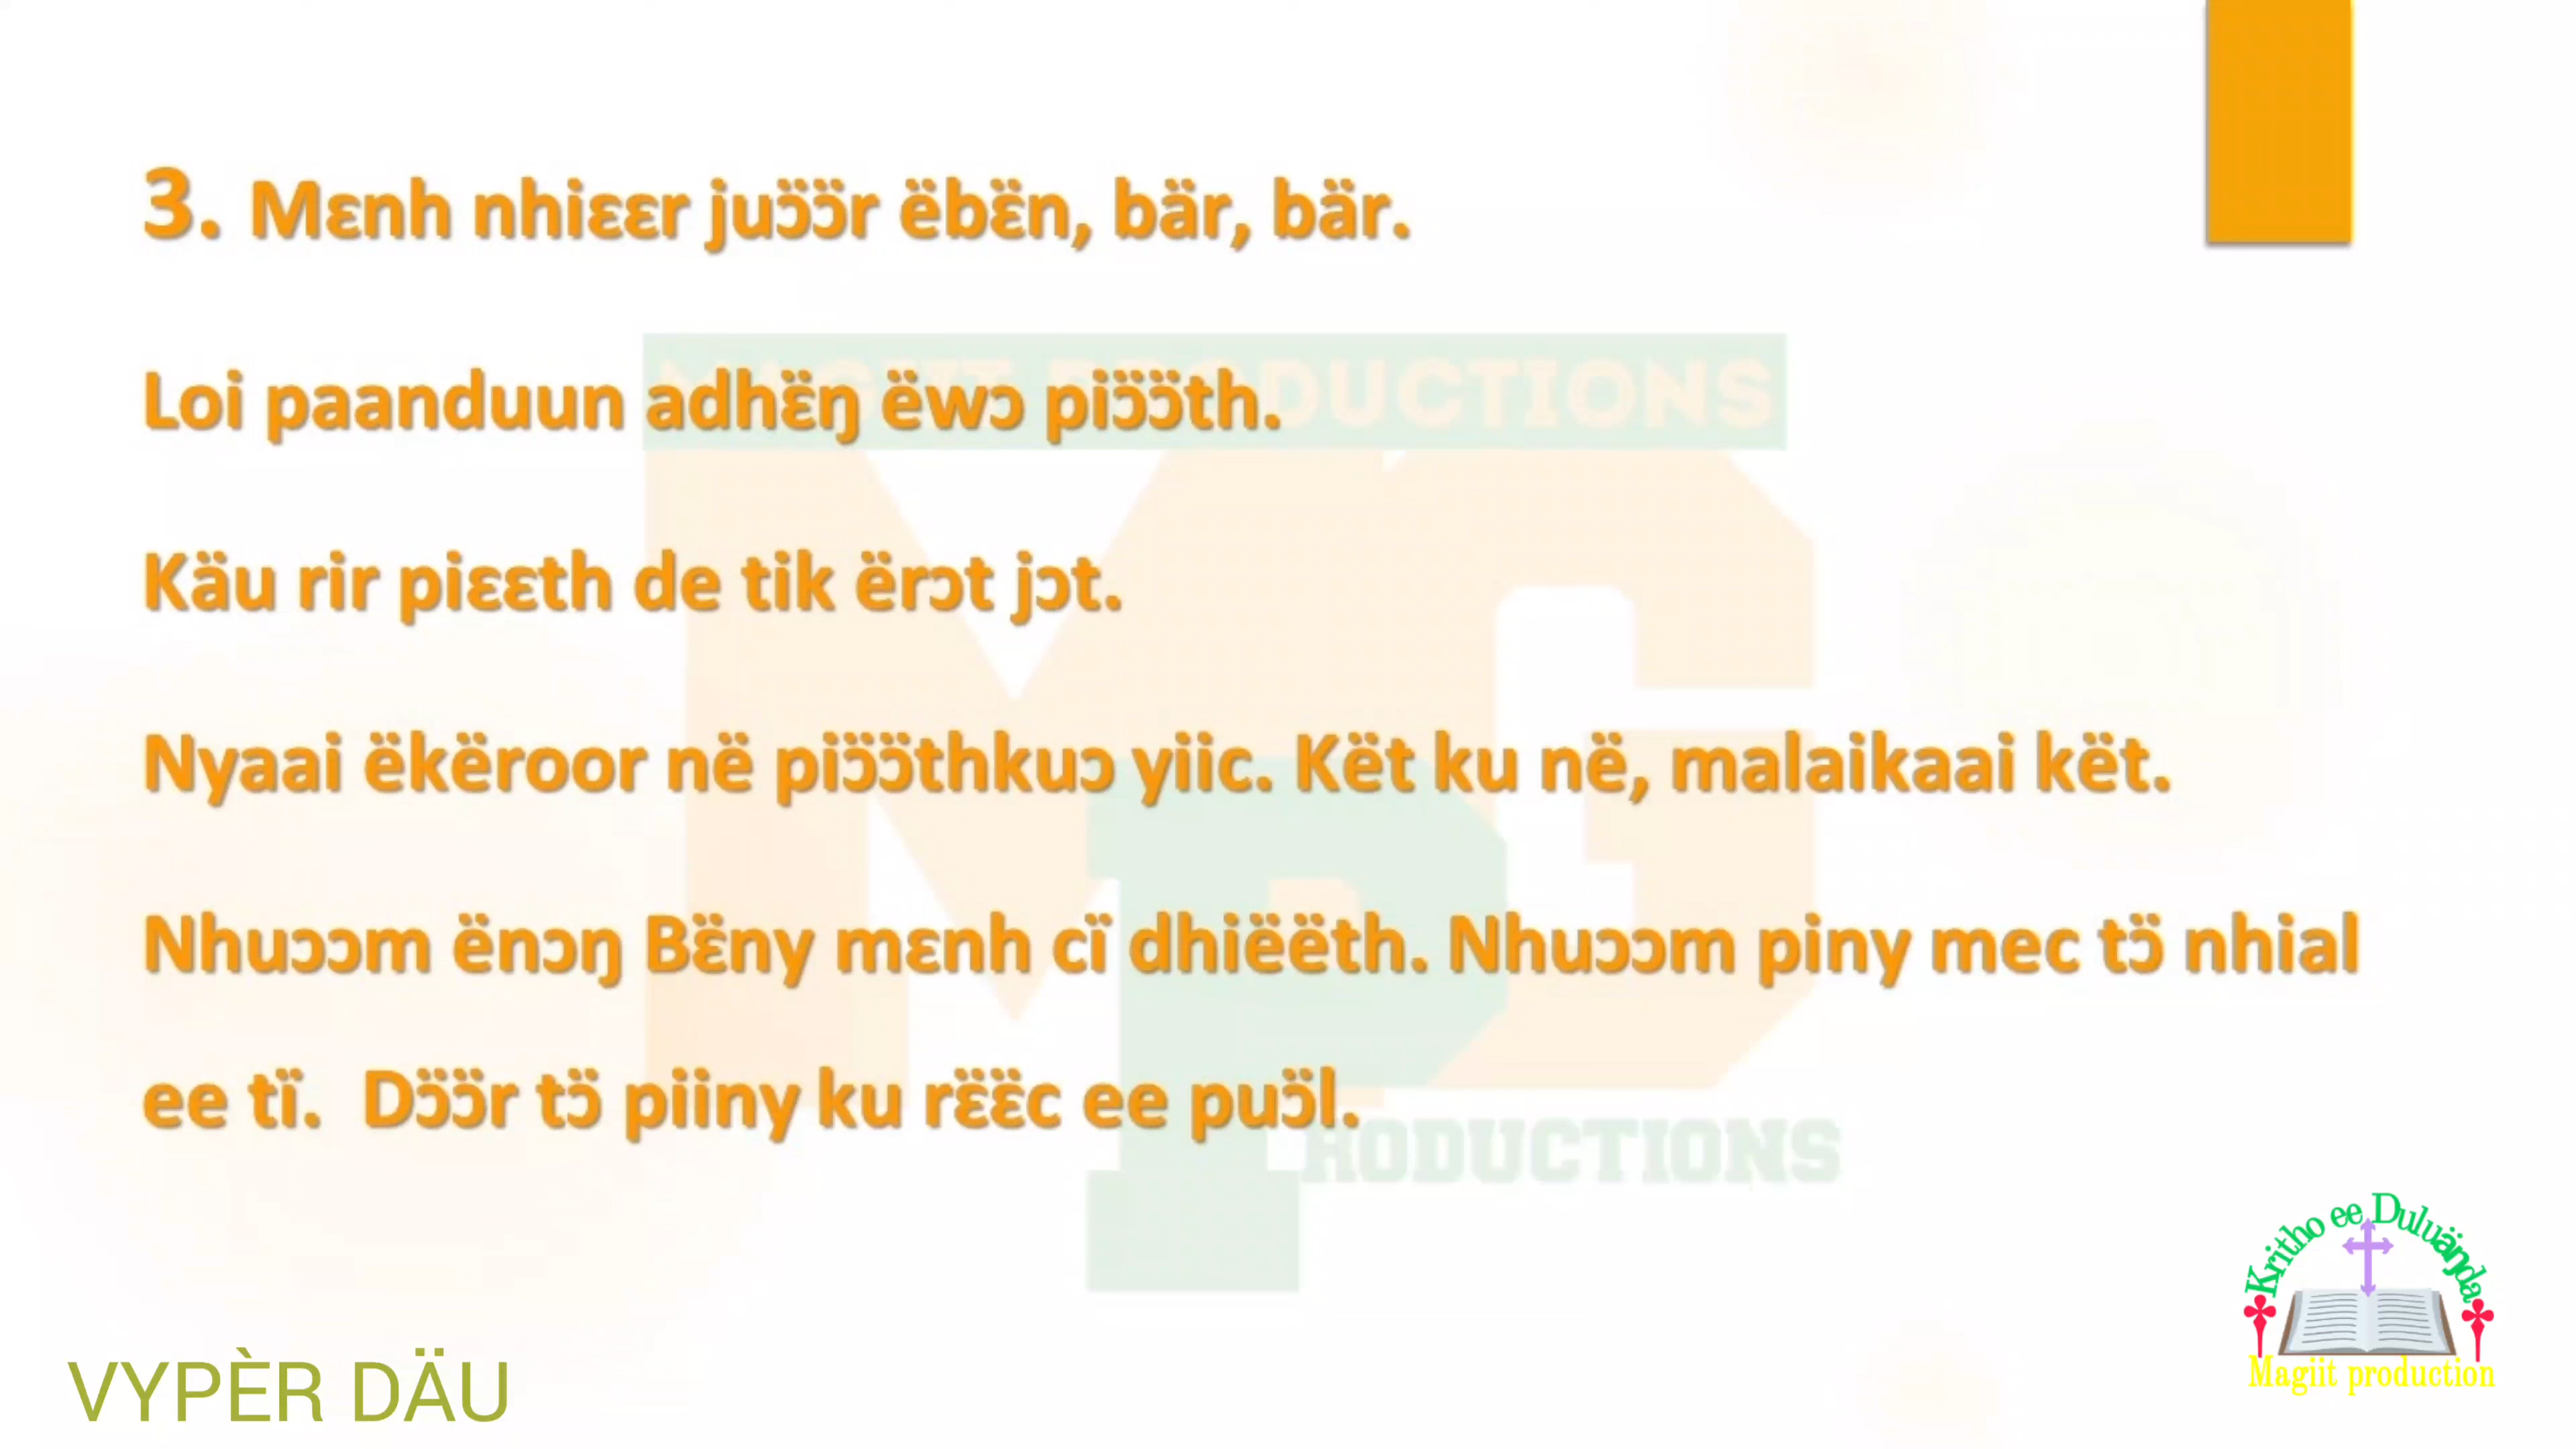 3. Mɛnh nhiɛɛr juɔ̈ɔ̈r ëbɛ̈n, bär, bär.
Loi paanduun adhɛ̈ŋ ëwɔ piɔ̈ɔ̈th.
Käu rir piɛɛth de tik ërɔt jɔt.
Nyaai ëkëroor në piɔ̈ɔ̈thkuɔ yiic. Kët ku në, malaikaai kët.
Nhuɔɔm ënɔŋ Bɛ̈ny mɛnh cï dhiëëth. Nhuɔɔm piny mec tɔ̈ nhial
ee tï. Dɔ̈ɔ̈r tɔ̈ piiny ku rɛ̈ɛ̈c ee puɔ̈l.
PRODUCTIONS
Kritho ee Duluäŋda
Magiit production
VYPÈR DÄU